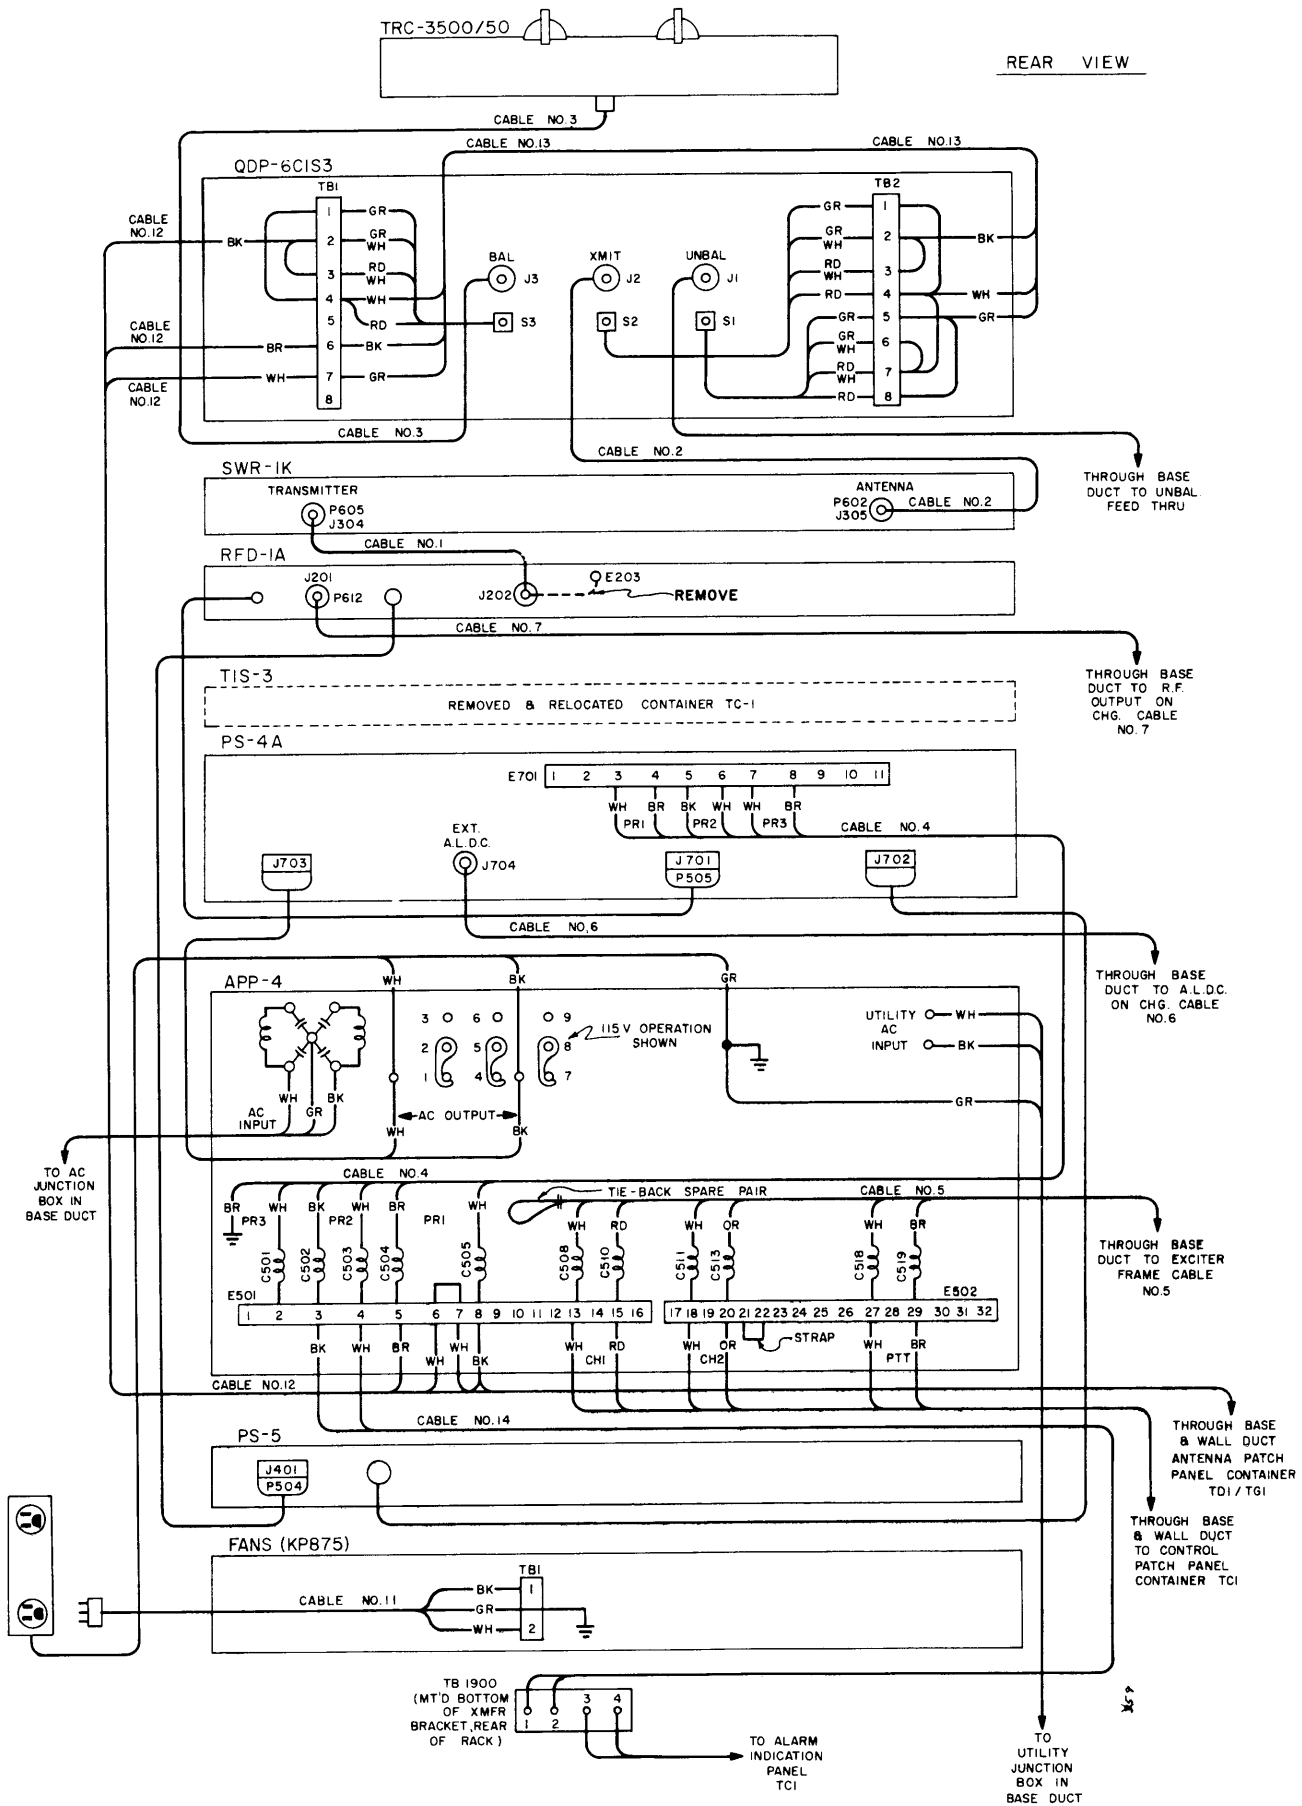 TRC-3500/50
REAR VIEW
CABLE NO.3
CABLE NO.13
CABLE NO.13
QDP-6CIS3
TB1
TB2
CABLE
NO.12
BK
1
2
3
4
5
6
7
8
GR
GR
WH
RD
WH
WH
RD
BK
GR
BAL
J3
S3
XMIT
J2
S2
UNBAL
J1
S1
GR
GR
WH
RD
WH
RD
GR
GR
WH
RD
WH
RD
1
2
3
4
5
6
7
8
BK
WH
GR
CABLE
NO.12
BR
WH
CABLE
NO.12
CABLE NO.3
CABLE NO.2
THROUGH BASE
DUCT TO UNBAL.
FEED THRU
SWR-1K
TRANSMITTER
P605
J304
ANTENNA
P602
J305
CABLE NO.2
CABLE NO.1
RFD-1A
J201
P612
J202
E203
REMOVE
CABLE NO.7
THROUGH BASE
DUCT TO R.F.
OUTPUT ON
CHG. CABLE
NO.7
TIS-3
REMOVED & RELOCATED CONTAINER TC-1
PS-4A
E701
1 2 3 4 5 6 7 8 9 10 11
WH BR BK WH WH BR
PR1 PR2 PR3
CABLE NO.4
EXT.
A.L.D.C.
J704
J703
J701
P505
J702
CABLE NO,6
THROUGH BASE
DUCT TO A.L.D.C.
ON CHG. CABLE
NO.6
APP-4
WH
BK
GR
3 6 9
2 5 8
1 4 7
115V OPERATION
SHOWN
UTILITY
AC
INPUT
WH
BK
GR
WH
GR
BK
AC
INPUT
AC OUTPUT
WH
BK
TO AC
JUNCTION
BOX IN
BASE DUCT
CABLE NO.4
TIE-BACK SPARE PAIR
CABLE NO.5
BR WH BK WH BR WH WH RD WH OR WH BR
PR3 PR2 PR1
C501 C502 C503 C504 C505 C508 C510 C511 C513 C518 C519
THROUGH BASE
DUCT TO EXCITER
FRAME CABLE
NO.5
E501
E502
1 2 3 4 5 6 7 8 9 10 11 12 13 14 15 16
17 18 19 20 21 22 23 24 25 26 27 28 29 30 31 32
STRAP
BK WH BR WH WH BK WH RD WH OR WH BR
CH1 CH2 PTT
CABLE NO.12
CABLE NO.14
THROUGH BASE
& WALL DUCT
ANTENNA PATCH
PANEL CONTAINER
TD1/TG1
PS-5
J401
P504
THROUGH BASE
& WALL DUCT
TO CONTROL
PATCH PANEL
CONTAINER TC1
FANS (KP875)
TB1
CABLE NO.11
BK
GR
WH
1
2
TB 1900
(MT'D BOTTOM
OF XMFR
BRACKET,REAR
OF RACK)
1 2 3 4
TO ALARM
INDICATION
PANEL
TC1
TO
UTILITY
JUNCTION
BOX IN
BASE DUCT